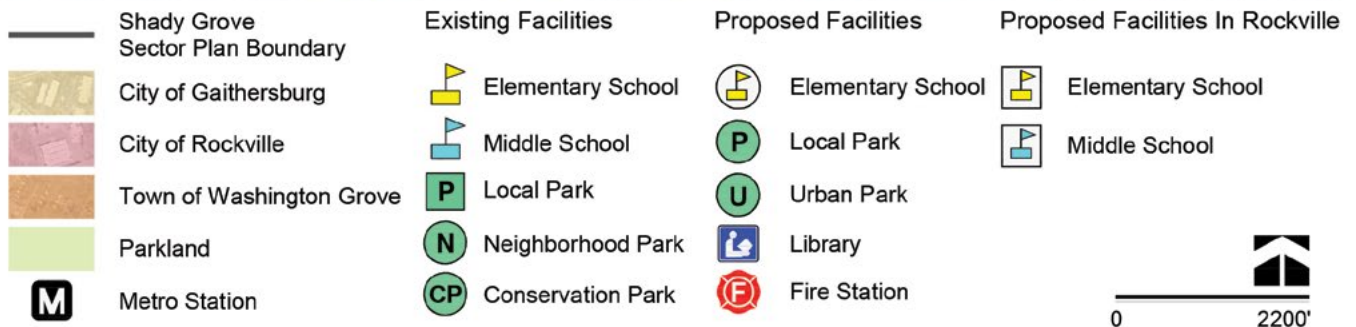 Shady Grove
Sector Plan Boundary
City of Gaithersburg
City of Rockville
Town of Washington Grove
Parkland
M
Metro Station
Existing Facilities
Elementary School
Middle School
P
Local Park
N
Neighborhood Park
CP
Conservation Park
Proposed Facilities
Elementary School
P
Local Park
U
Urban Park
Library
F
Fire Station
Proposed Facilities In Rockville
Elementary School
Middle School
0
2200'